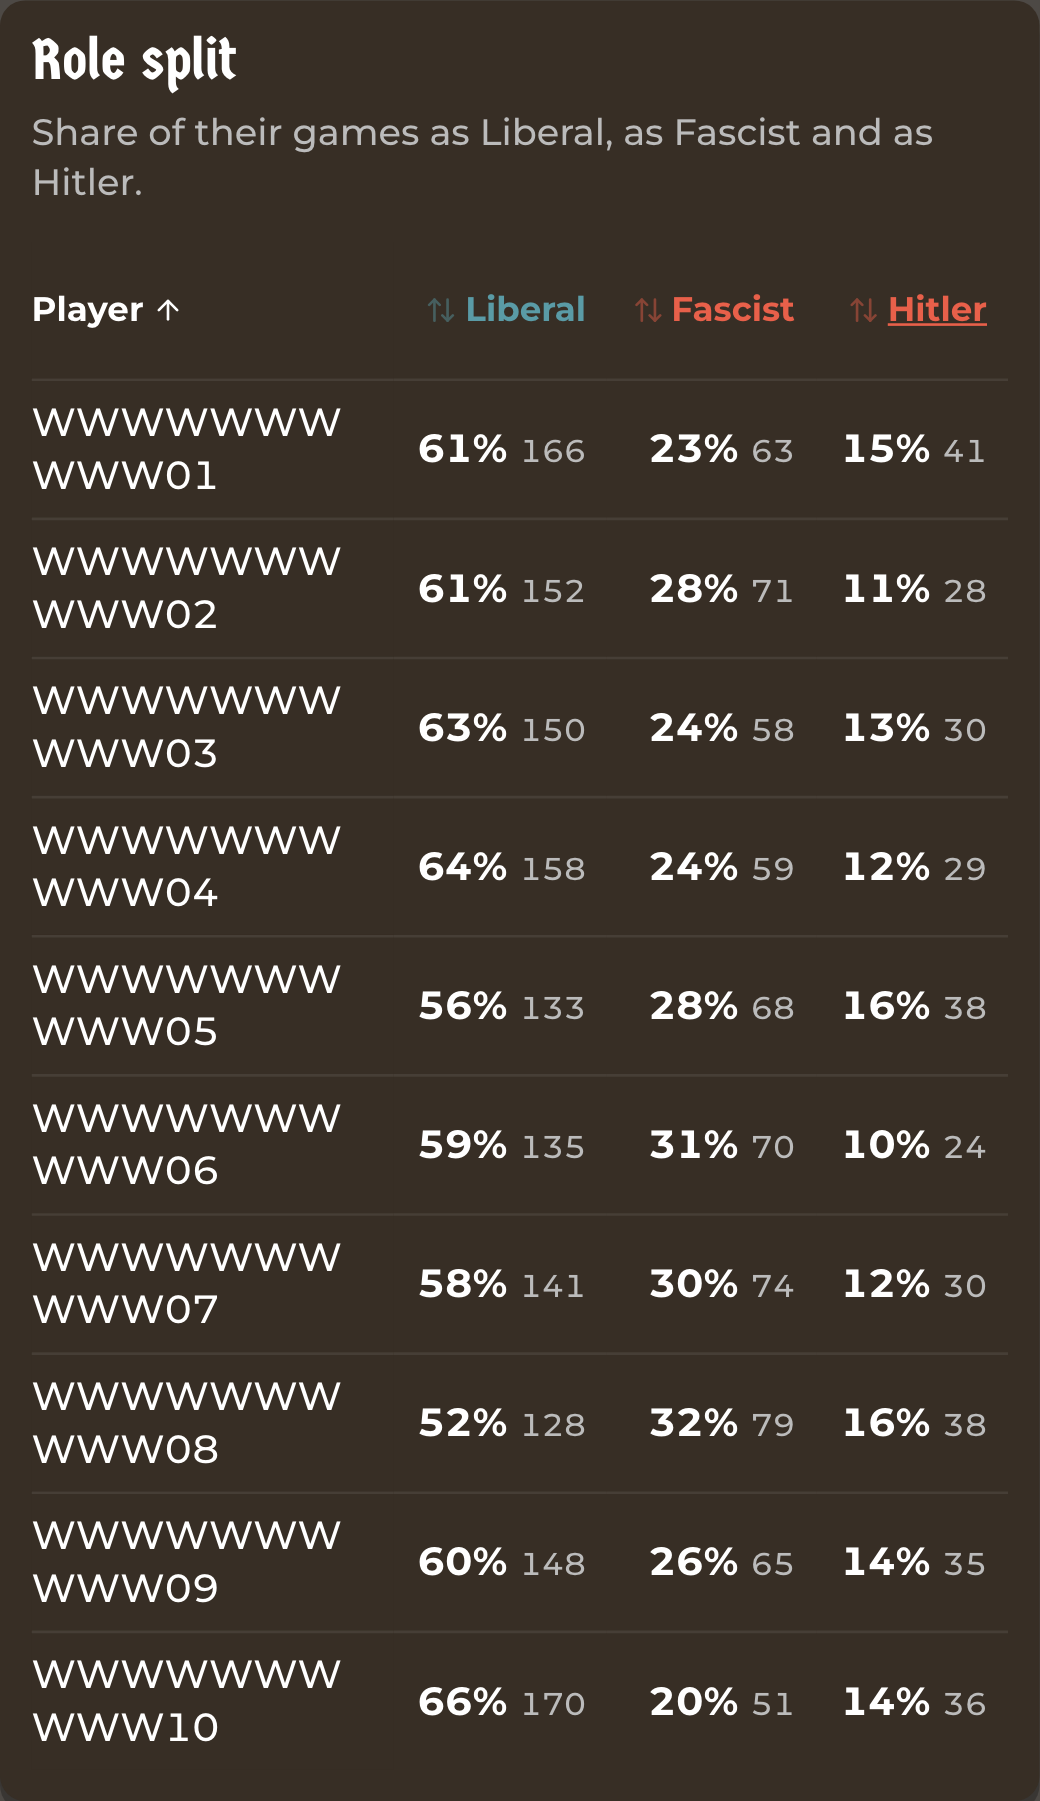 Role split
Share of their games as Liberal, as Fascist and as
Hitler.
Player ↑ ↑↓ Liberal ↑↓ Fascist ↑↓ Hitler
WWWWWWW
WWW01 61% 166 23% 63 15% 41
WWWWWWW
WWW02 61% 152 28% 71 11% 28
WWWWWWW
WWW03 63% 150 24% 58 13% 30
WWWWWWW
WWW04 64% 158 24% 59 12% 29
WWWWWWW
WWW05 56% 133 28% 68 16% 38
WWWWWWW
WWW06 59% 135 31% 70 10% 24
WWWWWWW
WWW07 58% 141 30% 74 12% 30
WWWWWWW
WWW08 52% 128 32% 79 16% 38
WWWWWWW
WWW09 60% 148 26% 65 14% 35
WWWWWWW
WWW10 66% 170 20% 51 14% 36